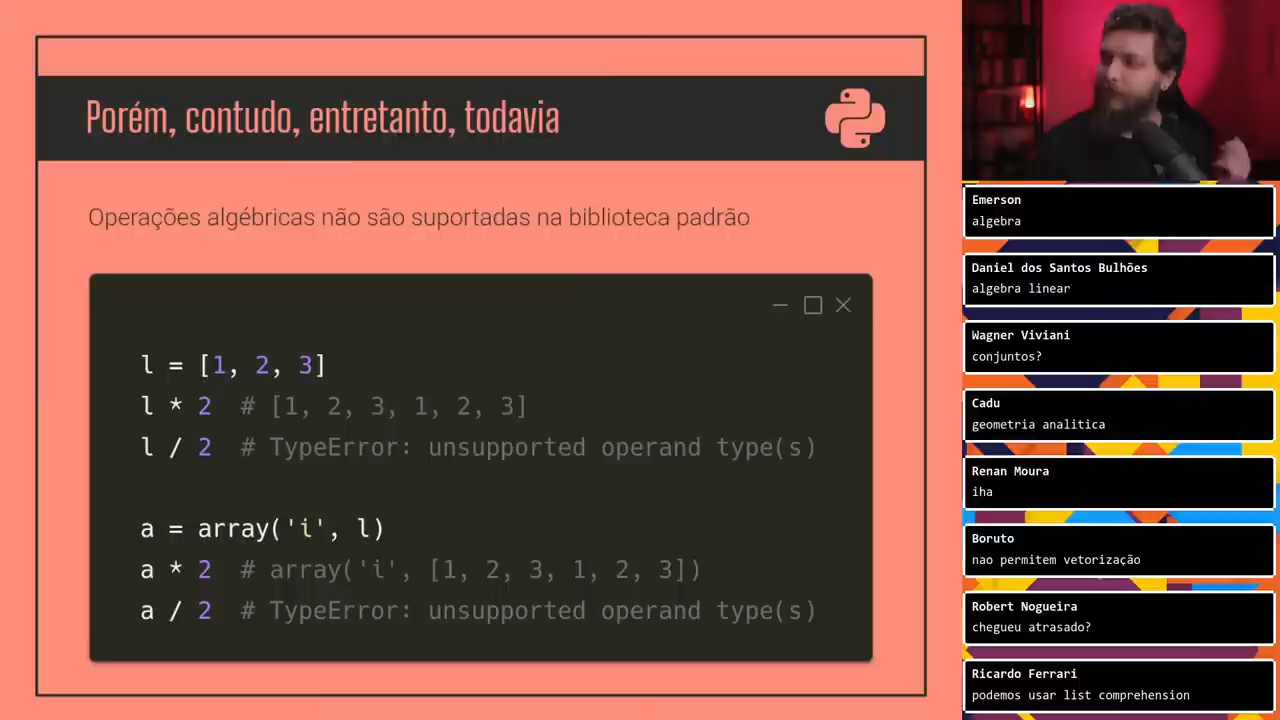 Porém, contudo, entretanto, todavia
Operações algébricas não são suportadas na biblioteca padrão
l = [1, 2, 3]
l * 2  # [1, 2, 3, 1, 2, 3]
l / 2  # TypeError: unsupported operand type(s)
a = array('i', l)
a * 2  # array('i', [1, 2, 3, 1, 2, 3])
a / 2  # TypeError: unsupported operand type(s)
Emerson
algebra
Daniel dos Santos Bulhões
algebra linear
Wagner Viviani
conjuntos?
Cadu
geometria analitica
Renan Moura
iha
Boruto
nao permitem vetorização
Robert Nogueira
chegueu atrasado?
Ricardo Ferrari
podemos usar list comprehension